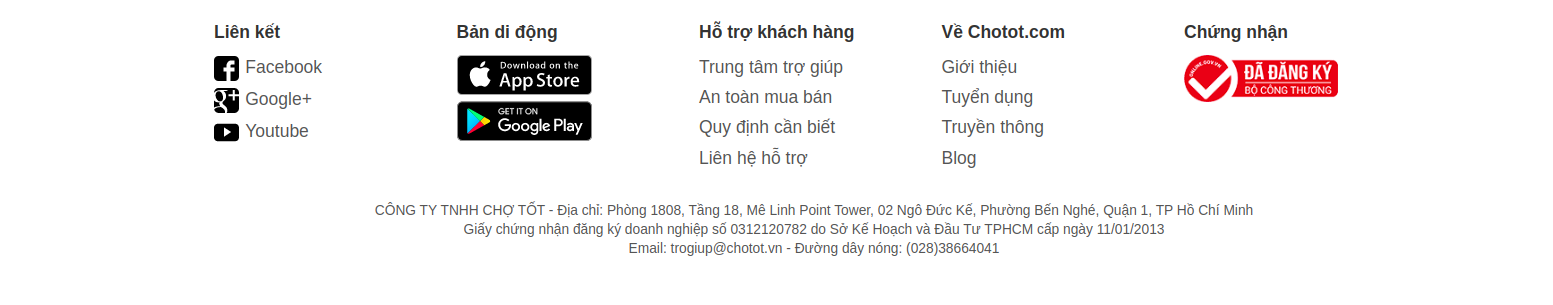 Liên kết
Facebook
Google+
Youtube
Bản di động
Download on the
App Store
GET IT ON
Google Play
Hỗ trợ khách hàng
Trung tâm trợ giúp
An toàn mua bán
Quy định cần biết
Liên hệ hỗ trợ
Về Chotot.com
Giới thiệu
Tuyển dụng
Truyền thông
Blog
Chứng nhận
ONLINE.GOV.VN
ĐÃ ĐĂNG KÝ
BỘ CÔNG THƯƠNG
CÔNG TY TNHH CHỢ TỐT - Địa chỉ: Phòng 1808, Tầng 18, Mê Linh Point Tower, 02 Ngô Đức Kế, Phường Bến Nghé, Quận 1, TP Hồ Chí Minh
Giấy chứng nhận đăng ký doanh nghiệp số 0312120782 do Sở Kế Hoạch và Đầu Tư TPHCM cấp ngày 11/01/2013
Email: trogiup@chotot.vn - Đường dây nóng: (028)38664041